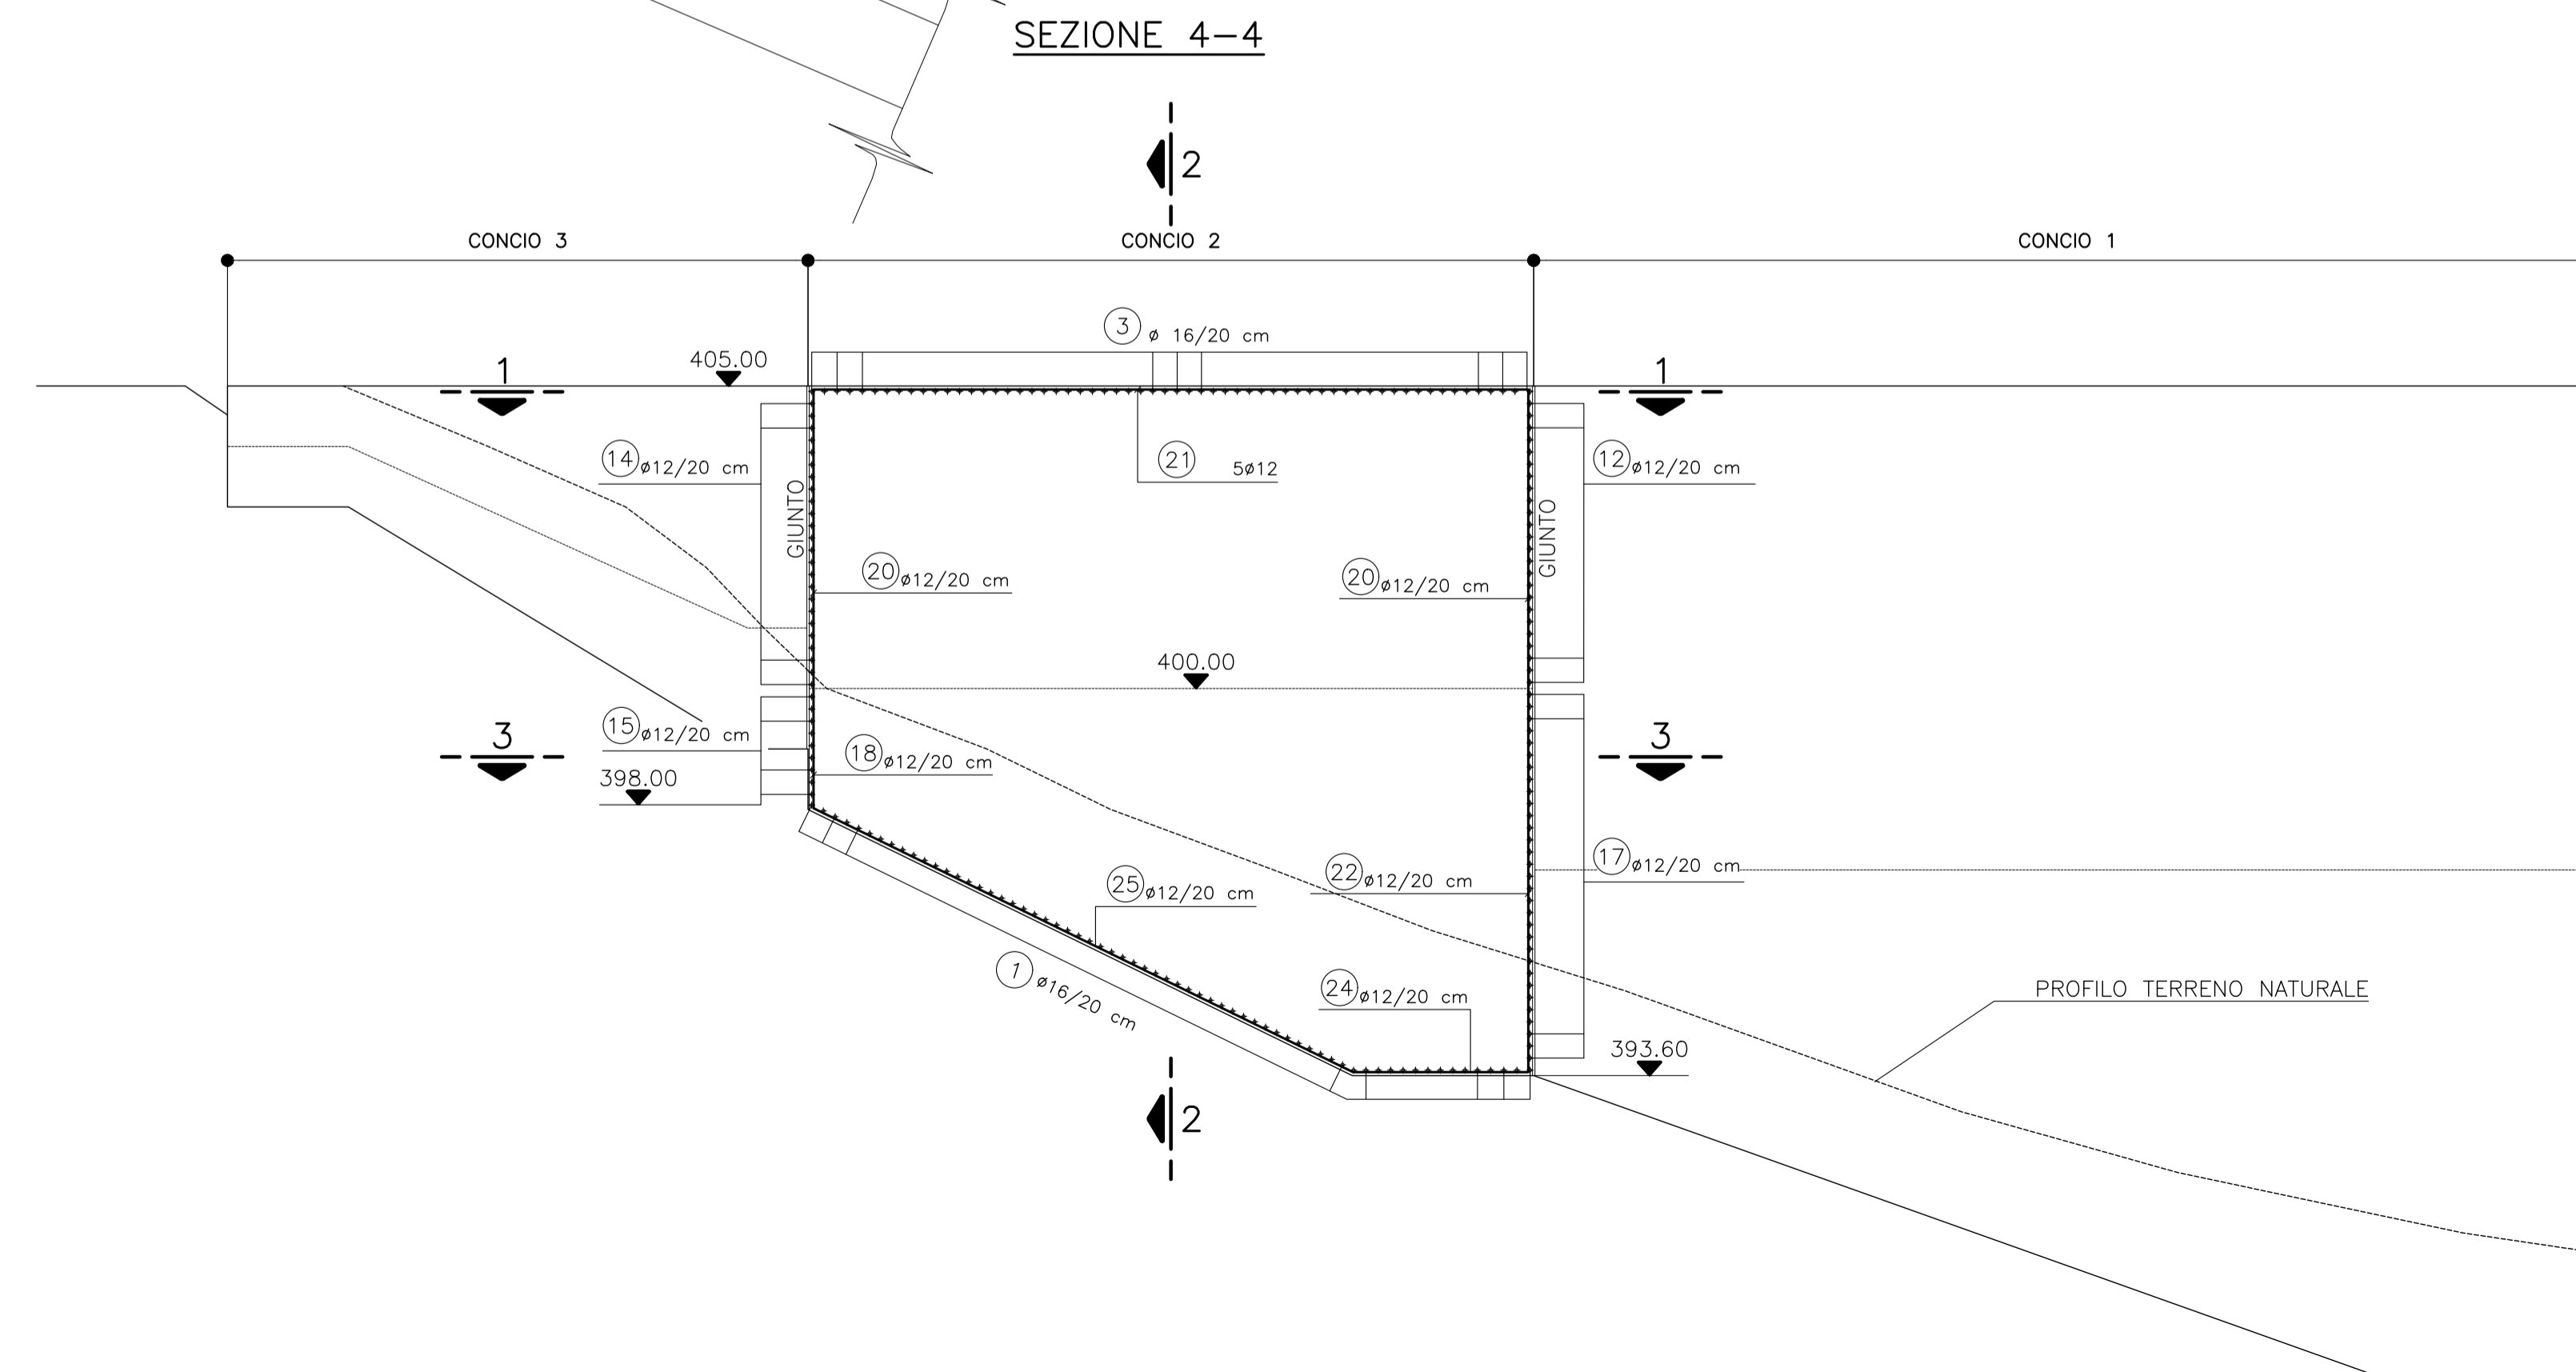 SEZIONE 4-4
2
CONCIO 3
CONCIO 2
CONCIO 1
3 ø 16/20 cm
405.00
1
1
14 ø12/20 cm
21 5ø12
12 ø12/20 cm
GIUNTO
GIUNTO
20 ø12/20 cm
20 ø12/20 cm
400.00
15 ø12/20 cm
3
3
18 ø12/20 cm
398.00
17 ø12/20 cm
22 ø12/20 cm
25 ø12/20 cm
1 ø16/20 cm
24 ø12/20 cm
PROFILO TERRENO NATURALE
393.60
2